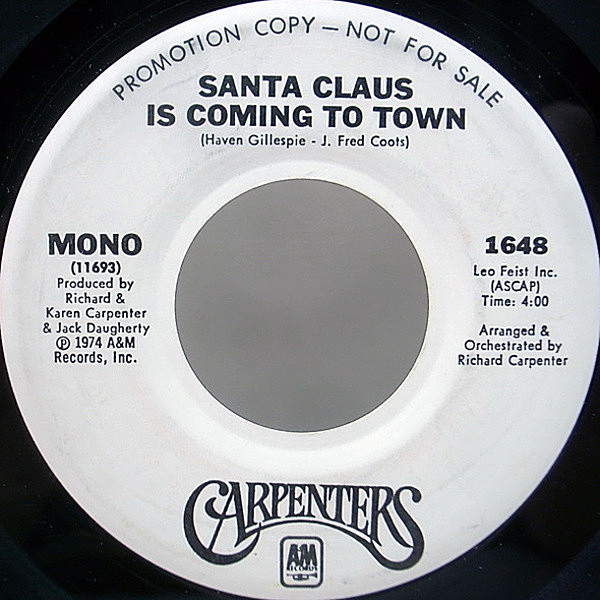 PROMOTION COPY — NOT FOR SALE
SANTA CLAUS
IS COMING TO TOWN
(Haven Gillespie - J. Fred Coots)
MONO
(11693)
Produced by
Richard &
Karen Carpenter
& Jack Daugherty
Ⓟ 1974 A&M
Records, Inc.
1648
Leo Feist Inc.
(ASCAP)
Time: 4:00
Arranged &
Orchestrated by
Richard Carpenter
CARPENTERS
A&M
RECORDS